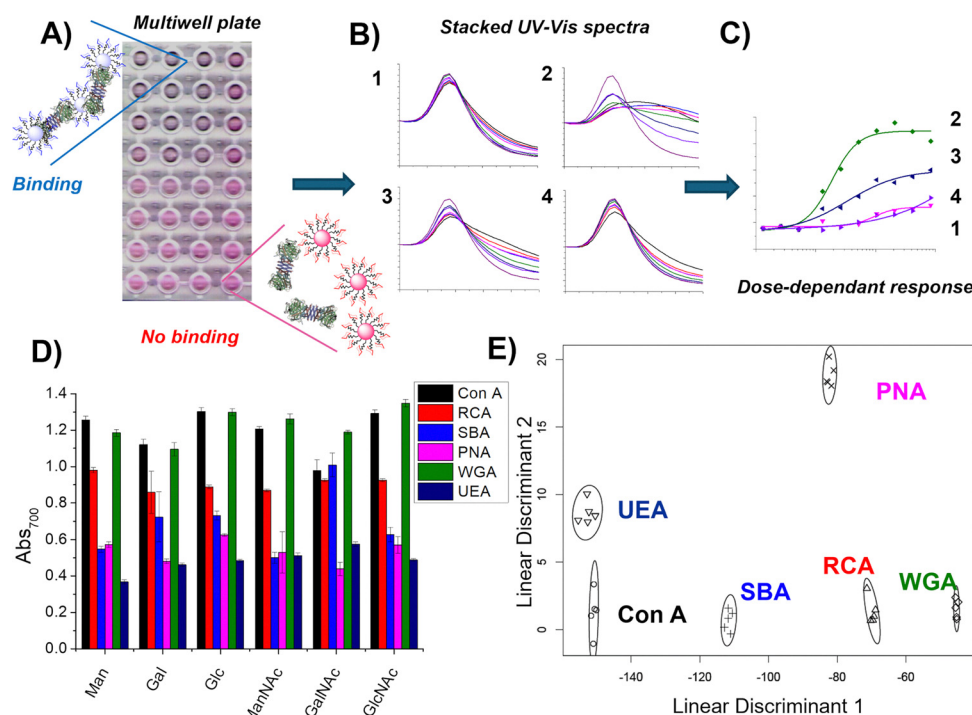 A)
Multiwell plate
Binding
No binding
B)
Stacked UV-Vis spectra
1
2
3
4
C)
2
3
4
1
Dose-dependant response
D)
Abs700
1.4
1.2
1.0
0.8
0.6
0.4
0.2
0.0
Con A
RCA
SBA
PNA
WGA
UEA
Man
Gal
Glc
ManNAc
GalNAc
GlcNAc
E)
Linear Discriminant 2
20
15
10
5
0
PNA
UEA
Con A
SBA
RCA
WGA
-140
-120
-100
-80
-60
Linear Discriminant 1